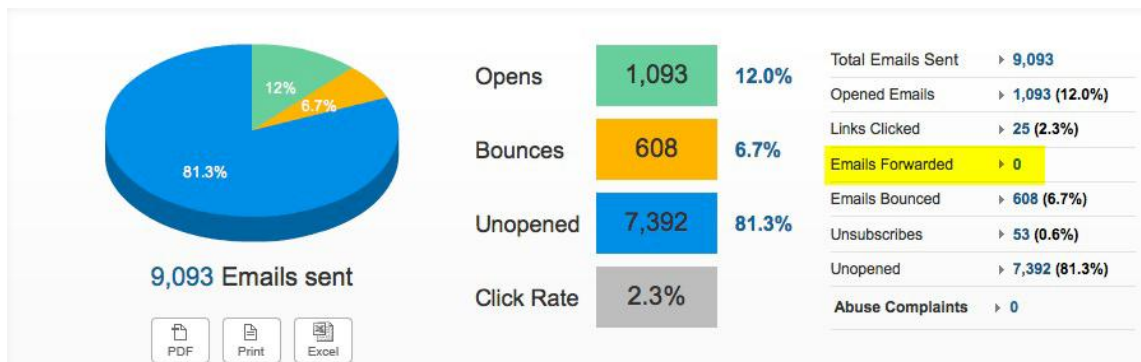 12%
6.7%
81.3%
9,093 Emails sent
PDF
Print
Excel
Opens 1,093 12.0%
Bounces 608 6.7%
Unopened 7,392 81.3%
Click Rate 2.3%
Total Emails Sent 9,093
Opened Emails 1,093 (12.0%)
Links Clicked 25 (2.3%)
Emails Forwarded 0
Emails Bounced 608 (6.7%)
Unsubscribes 53 (0.6%)
Unopened 7,392 (81.3%)
Abuse Complaints 0